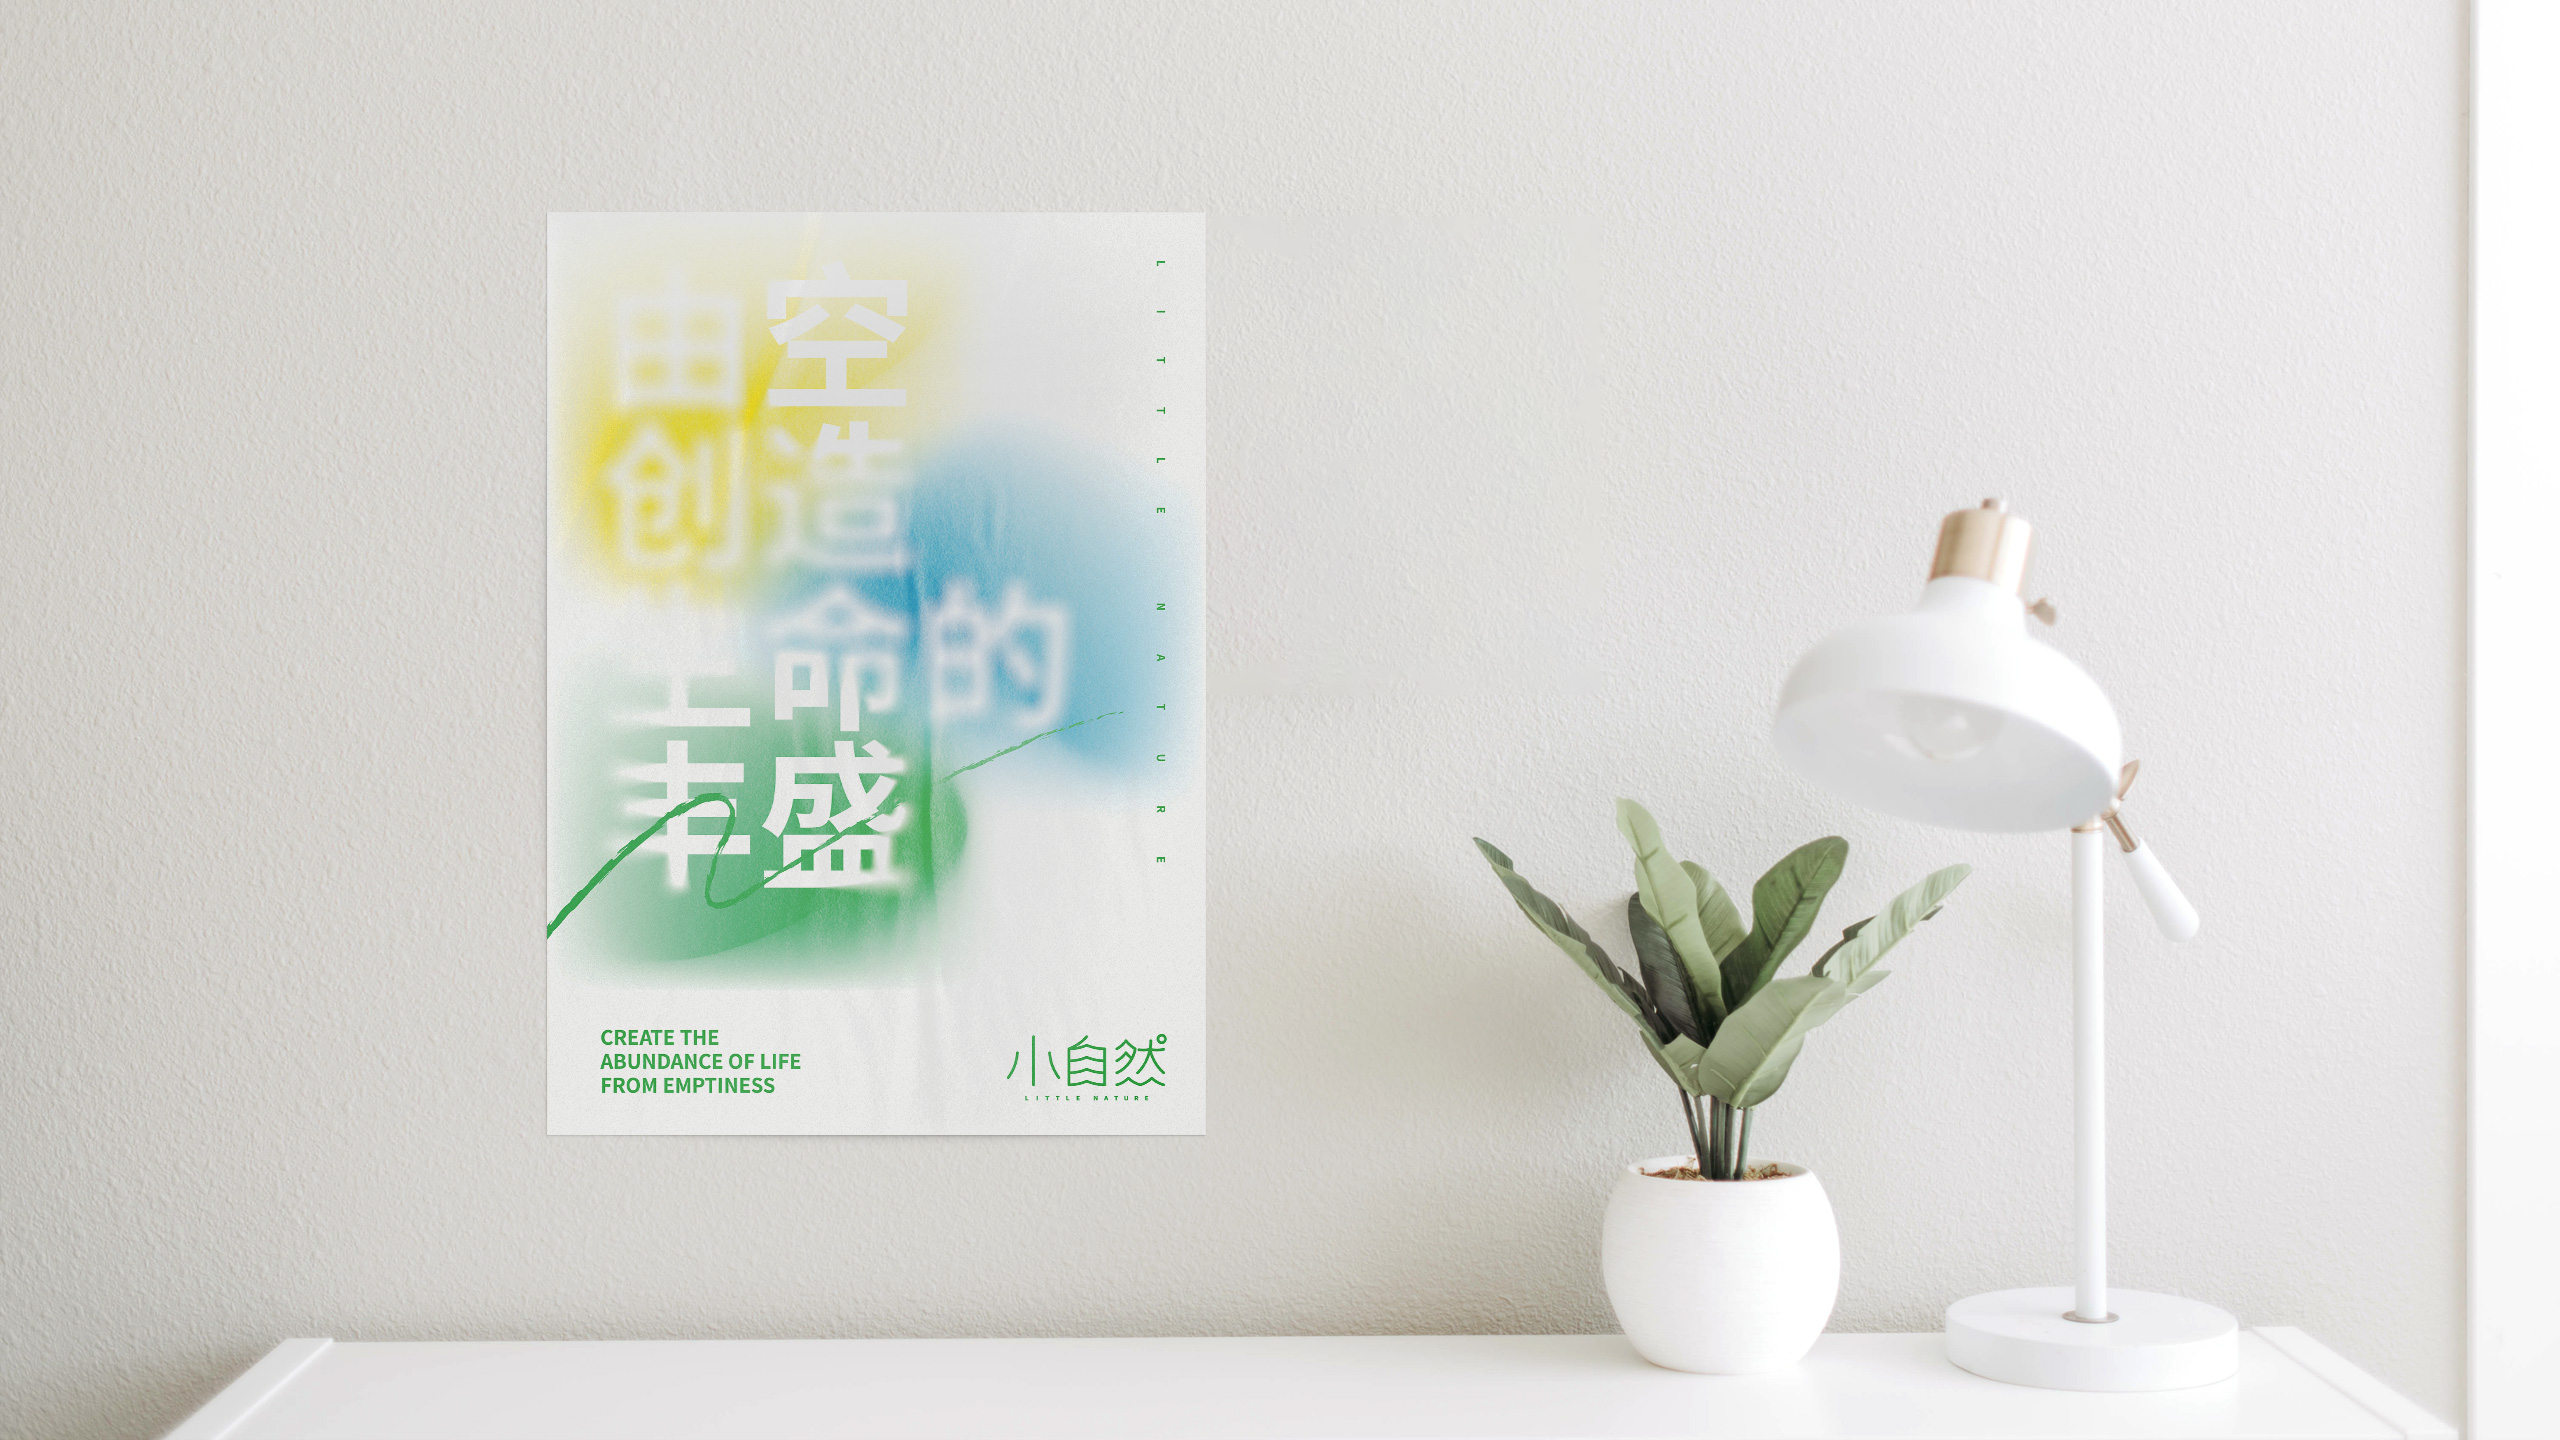 由空
创造
生命的
丰盛
LITTLE NATURE
CREATE THE
ABUNDANCE OF LIFE
FROM EMPTINESS
小自然
LITTLE NATURE